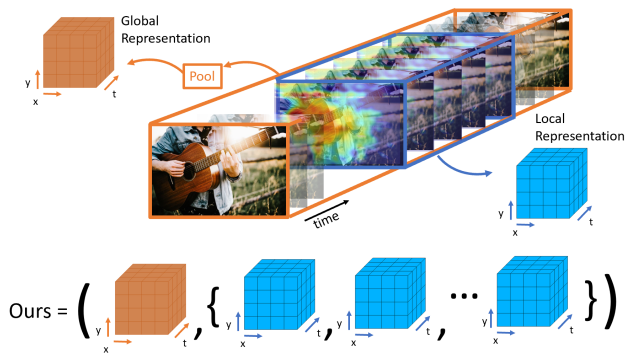 Global
Representation
Pool
y
x
t
Local
Representation
time
y
x
t
Ours = ( , { , , ... } )
y
x
t
y
x
t
y
x
t
y
x
t